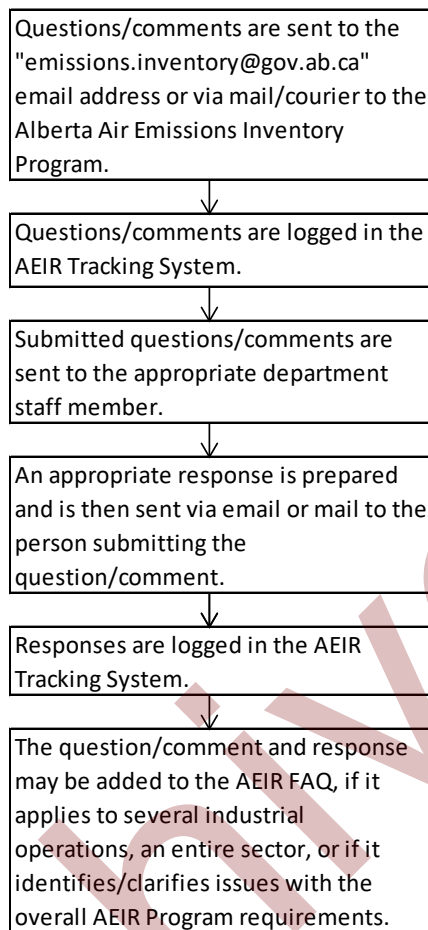 Questions/comments are sent to the
"emissions.inventory@gov.ab.ca"
email address or via mail/courier to the
Alberta Air Emissions Inventory
Program.
Questions/comments are logged in the
AEIR Tracking System.
Submitted questions/comments are
sent to the appropriate department
staff member.
An appropriate response is prepared
and is then sent via email or mail to the
person submitting the
question/comment.
Responses are logged in the AEIR
Tracking System.
The question/comment and response
may be added to the AEIR FAQ, if it
applies to several industrial
operations, an entire sector, or if it
identifies/clarifies issues with the
overall AEIR Program requirements.